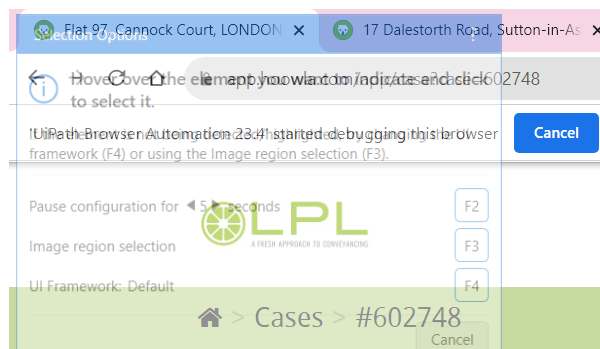 Flat 97, Cannock Court, LONDON
17 Dalestorth Road, Sutton-in-As
Selection Options
Hover over the element you want to indicate and click
to select it.
app.hoowla.com/app/case?case=602748
'UiPath Browser Automation 23.4' started debugging this browser
Cancel
framework (F4) or using the Image region selection (F3).
Pause configuration for 5 seconds
F2
LPL
A FRESH APPROACH TO CONVEYANCING
Image region selection
F3
UI Framework: Default
F4
Cases > #602748
Cancel